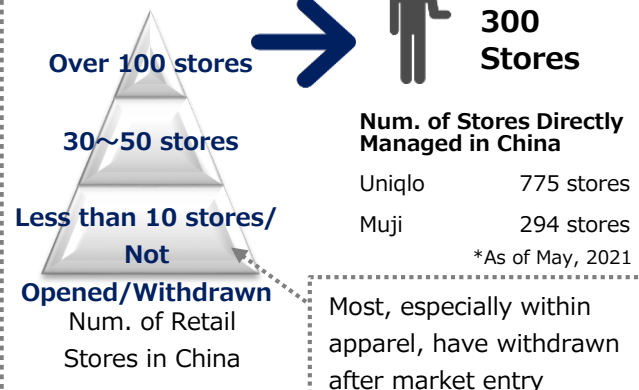 Over 100 stores
30～50 stores
Less than 10 stores/
Not
Opened/Withdrawn
Num. of Retail
Stores in China
300
Stores
Num. of Stores Directly
Managed in China
Uniqlo 775 stores
Muji 294 stores
*As of May, 2021
Most, especially within
apparel, have withdrawn
after market entry